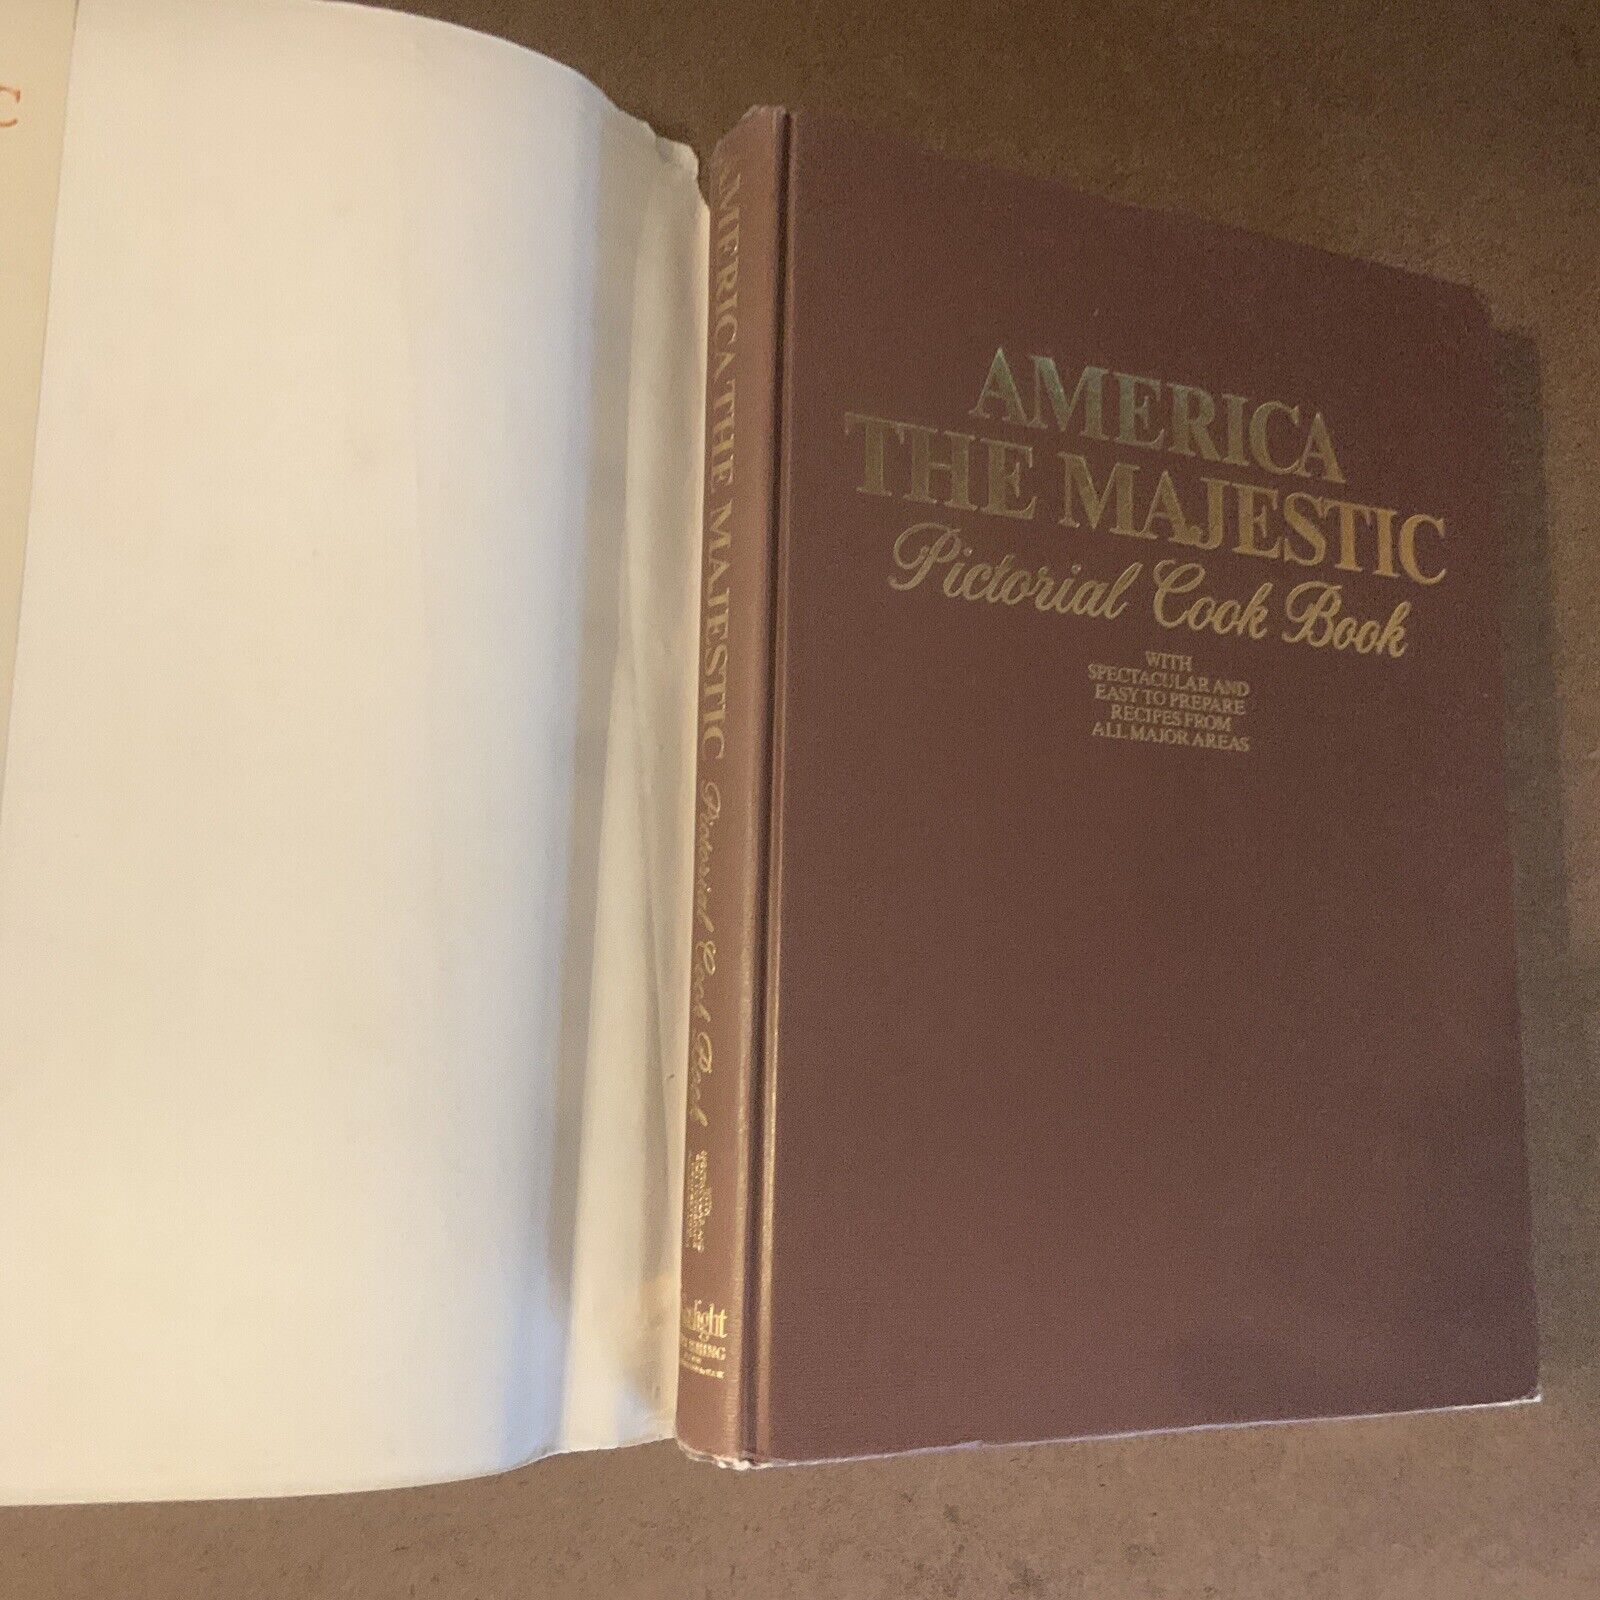 C
AMERICA THE MAJESTIC Pictorial Cook Book
AMERICA
THE MAJESTIC
Pictorial Cook Book
WITH
SPECTACULAR AND
EASY TO PREPARE
RECIPES FROM
ALL MAJOR AREAS